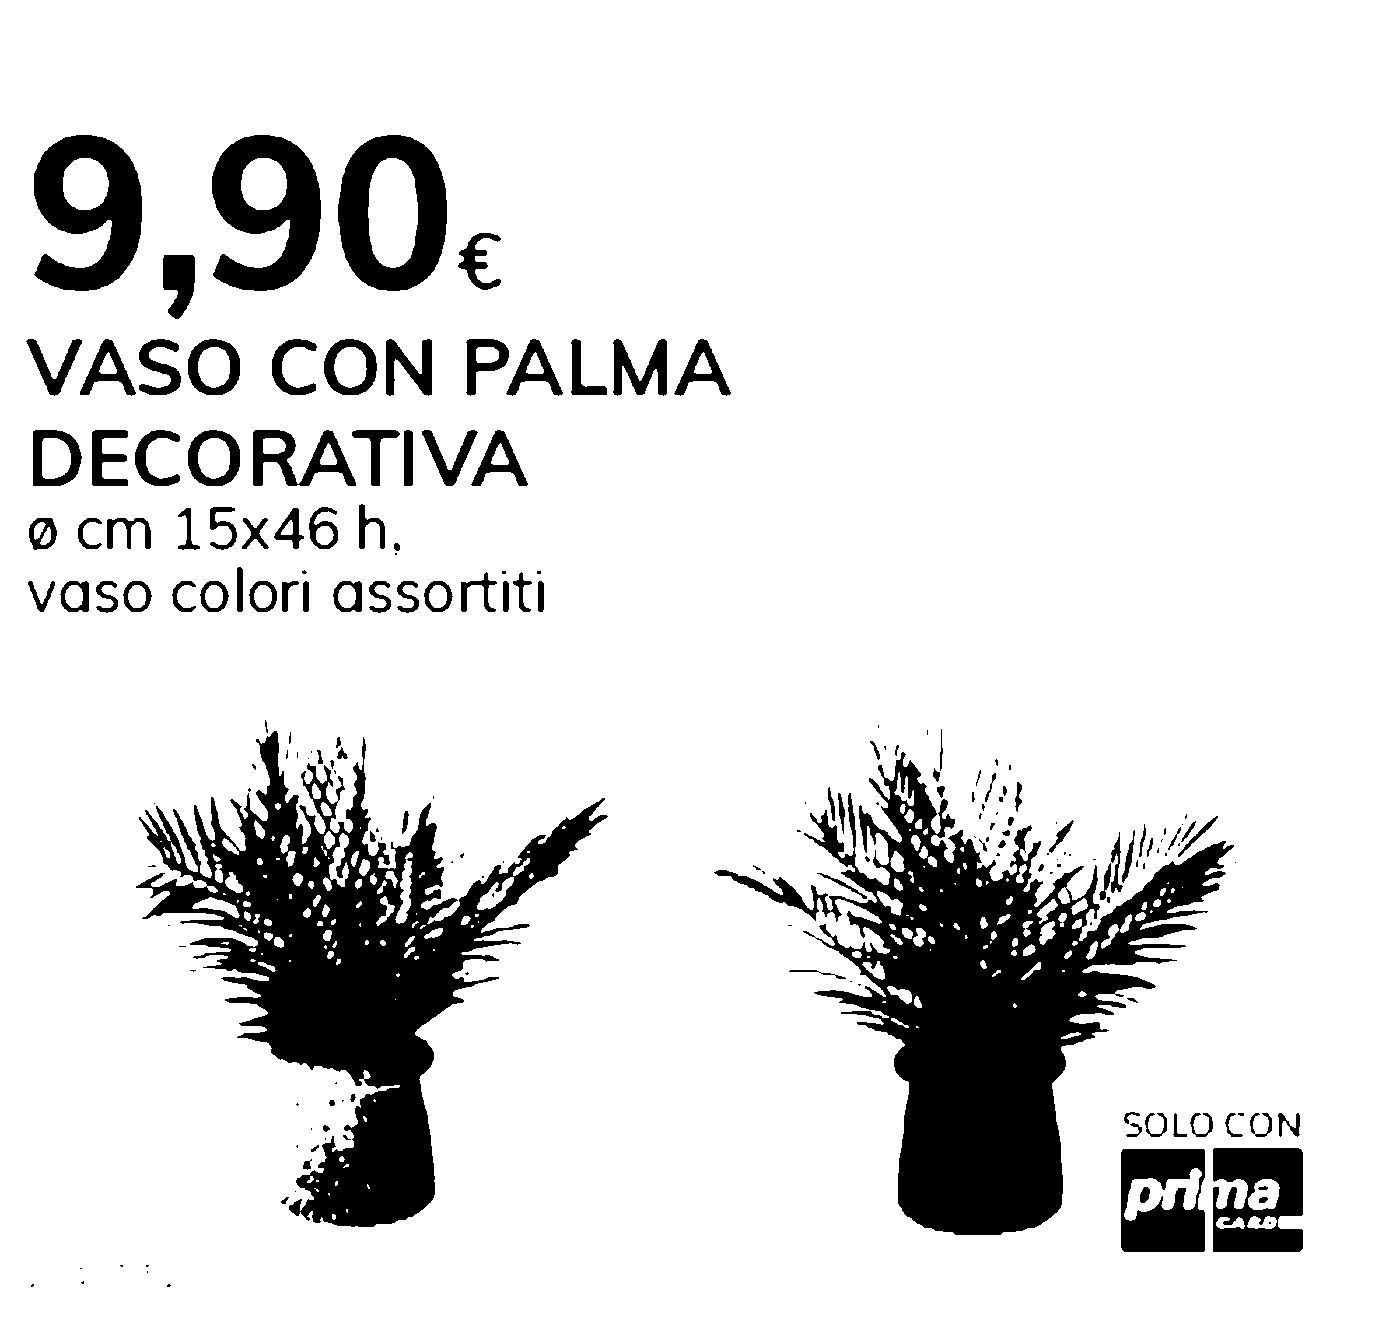 9,90€
VASO CON PALMA
DECORATIVA
ø cm 15x46 h.
vaso colori assortiti
SOLO CON
prima
CARD